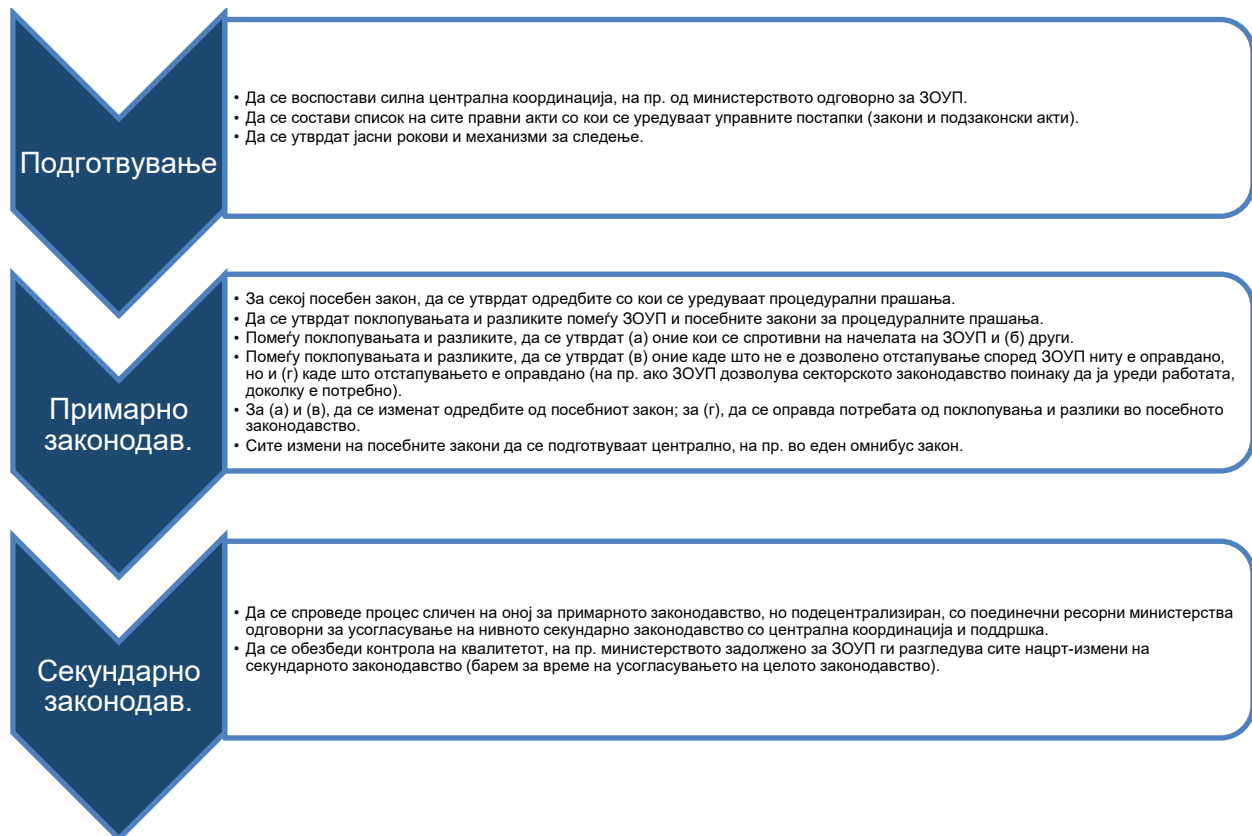 Подготвување
• Да се воспостави силна централна координација, на пр. од министерството одговорно за ЗОУП.
• Да се состави список на сите правни акти со кои се уредуваат управните постапки (закони и подзаконски акти).
• Да се утврдат јасни рокови и механизми за следење.
Примарно
законодав.
• За секој посебен закон, да се утврдат одредбите со кои се уредуваат процедурални прашања.
• Да се утврдат поклопувањата и разликите помеѓу ЗОУП и посебните закони за процедуралните прашања.
• Помеѓу поклопувањата и разликите, да се утврдат (а) оние кои се спротивни на начелата на ЗОУП и (б) други.
• Помеѓу поклопувањата и разликите, да се утврдат (в) оние каде што не е дозволено отстапување според ЗОУП ниту е оправдано,
но и (г) каде што отстапувањето е оправдано (на пр. ако ЗОУП дозволува секторското законодавство поинаку да ја уреди работата,
доколку е потребно).
• За (а) и (в), да се изменат одредбите од посебниот закон; за (г), да се оправда потребата од поклопувања и разлики во посебното
законодавство.
• Сите измени на посебните закони да се подготвуваат централно, на пр. во еден омнибус закон.
Секундарно
законодав.
• Да се спроведе процес сличен на оној за примарното законодавство, но подецентрализиран, со поединечни ресорни министерства
одговорни за усогласување на нивното секундарно законодавство со централна координација и поддршка.
• Да се обезбеди контрола на квалитетот, на пр. министерството задолжено за ЗОУП ги разгледува сите нацрт-измени на
секундарното законодавство (барем за време на усогласувањето на целото законодавство).